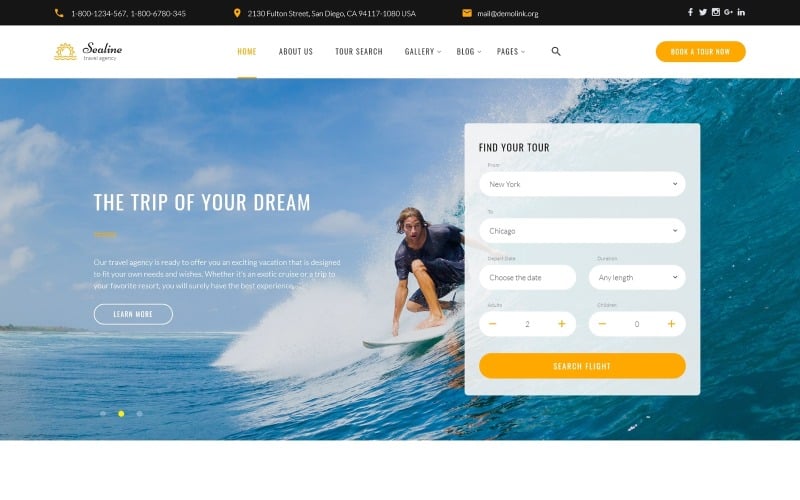 1-800-1234-567, 1-800-6780-345
2130 Fulton Street, San Diego, CA 94117-1080 USA
mail@demolink.org
Sealine
travel agency
HOME
ABOUT US
TOUR SEARCH
GALLERY
BLOG
PAGES
BOOK A TOUR NOW
THE TRIP OF YOUR DREAM
Our travel agency is ready to offer you an exciting vacation that is designed
to fit your own needs and wishes. Whether it's an exotic cruise or a trip to
your favorite resort, you will surely have the best experience.
LEARN MORE
FIND YOUR TOUR
From
New York
To
Chicago
Depart Date
Duration
Choose the date
Any length
Adults
Children
2
0
SEARCH FLIGHT